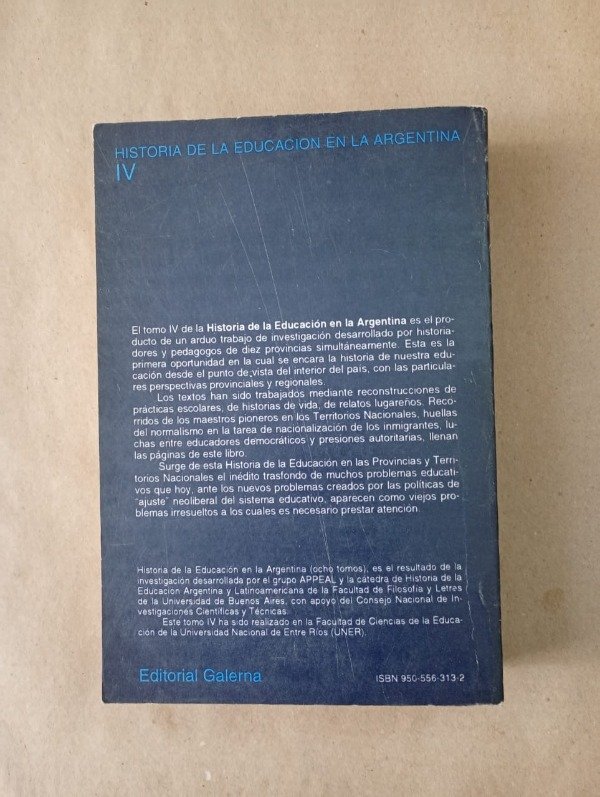 HISTORIA DE LA EDUCACION EN LA ARGENTINA
IV
El tomo IV de la Historia de la Educación en la Argentina es el pro-
ducto de un arduo trabajo de investigación desarrollado por historia-
dores y pedagogos de diez provincias simultáneamente. Esta es la
primera oportunidad en la cual se encara la historia de nuestra edu-
cación desde el punto de vista del interior del país, con las particula-
res perspectivas provinciales y regionales.
Los textos han sido trabajados mediante reconstrucciones de
prácticas escolares, de historias de vida, de relatos lugareños. Reco-
rridos de los maestros pioneros en los Territorios Nacionales, huellas
del normalismo en la tarea de nacionalización de los inmigrantes, lu-
chas entre educadores democráticos y presiones autoritarias, llenan
las páginas de este libro.
Surge de esta Historia de la Educación en las Provincias y Terri-
torios Nacionales el inédito trasfondo de muchos problemas educati-
vos que hoy, ante los nuevos problemas creados por las políticas de
"ajuste" neoliberal del sistema educativo, aparecen como viejos pro-
blemas irresueltos a los cuales es necesario prestar atención.
Historia de la Educación en la Argentina (ocho tomos), es el resultado de la
investigación desarrollada por el grupo APPEAL y la cátedra de Historia de la
Educación Argentina y Latinoamericana de la Facultad de Filosofía y Letres
de la Universidad de Buenos Aires, con apoyo del Consejo Nacional de In-
vestigaciones Científicas y Técnicas.
Este tomo IV ha sido realizado en la Facultad de Ciencias de la Educa-
ción de la Universidad Nacional de Entre Ríos (UNER).
Editorial Galerna
ISBN 950-556-313-2